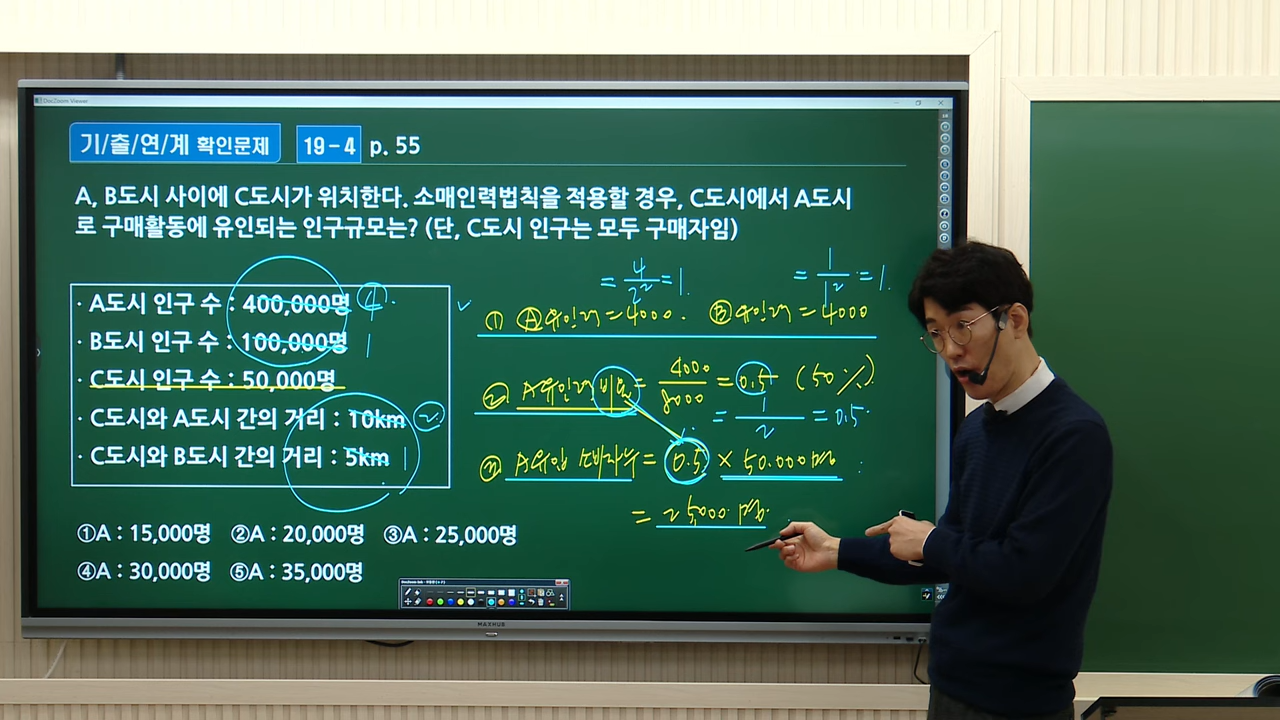 DocZoom Viewer
기/출/연/계 확인문제 19-4 p. 55
A, B도시 사이에 C도시가 위치한다. 소매인력법칙을 적용할 경우, C도시에서 A도시
로 구매활동에 유인되는 인구규모는? (단, C도시 인구는 모두 구매자임)
· A도시 인구 수 : 400,000명 4
· B도시 인구 수 : 100,000명 1
· C도시 인구 수 : 50,000명
· C도시와 A도시 간의 거리 : 10km 2
· C도시와 B도시 간의 거리 : 5km 1
①A : 15,000명 ②A : 20,000명 ③A : 25,000명
④A : 30,000명 ⑤A : 35,000명
= 4/2² = 1 = 1/1² = 1
① Ⓐ유인력 = 4000 Ⓑ유인력 = 4000
② A유인력 비율 = 4000/8000 = 0.5 (50%)
= 1/2 = 0.5
③ A유입 소비자수 = 0.5 × 50.000명
= 25000명
MAXHUB